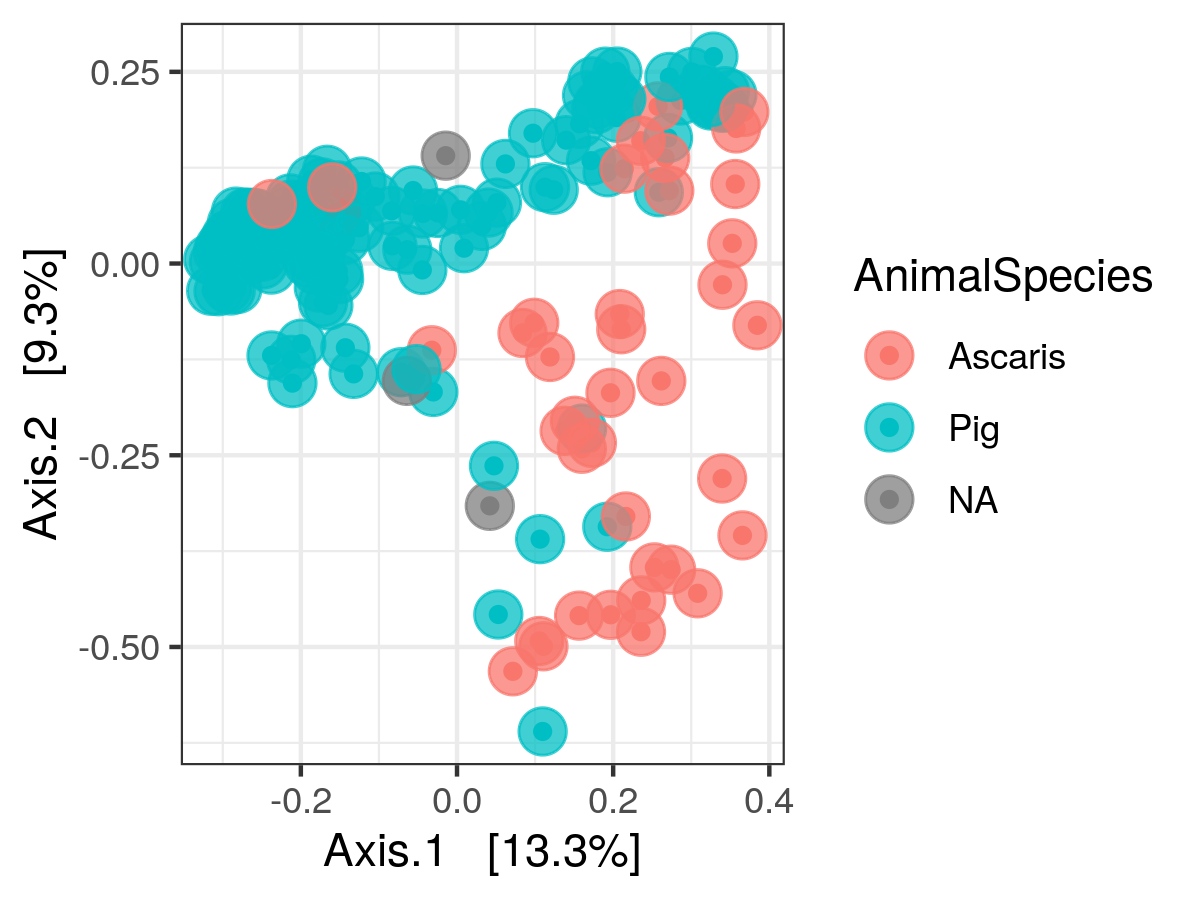 0.25
0.00
-0.25
-0.50
Axis.2 [9.3%]
-0.2 0.0 0.2 0.4
Axis.1 [13.3%]
AnimalSpecies
Ascaris
Pig
NA